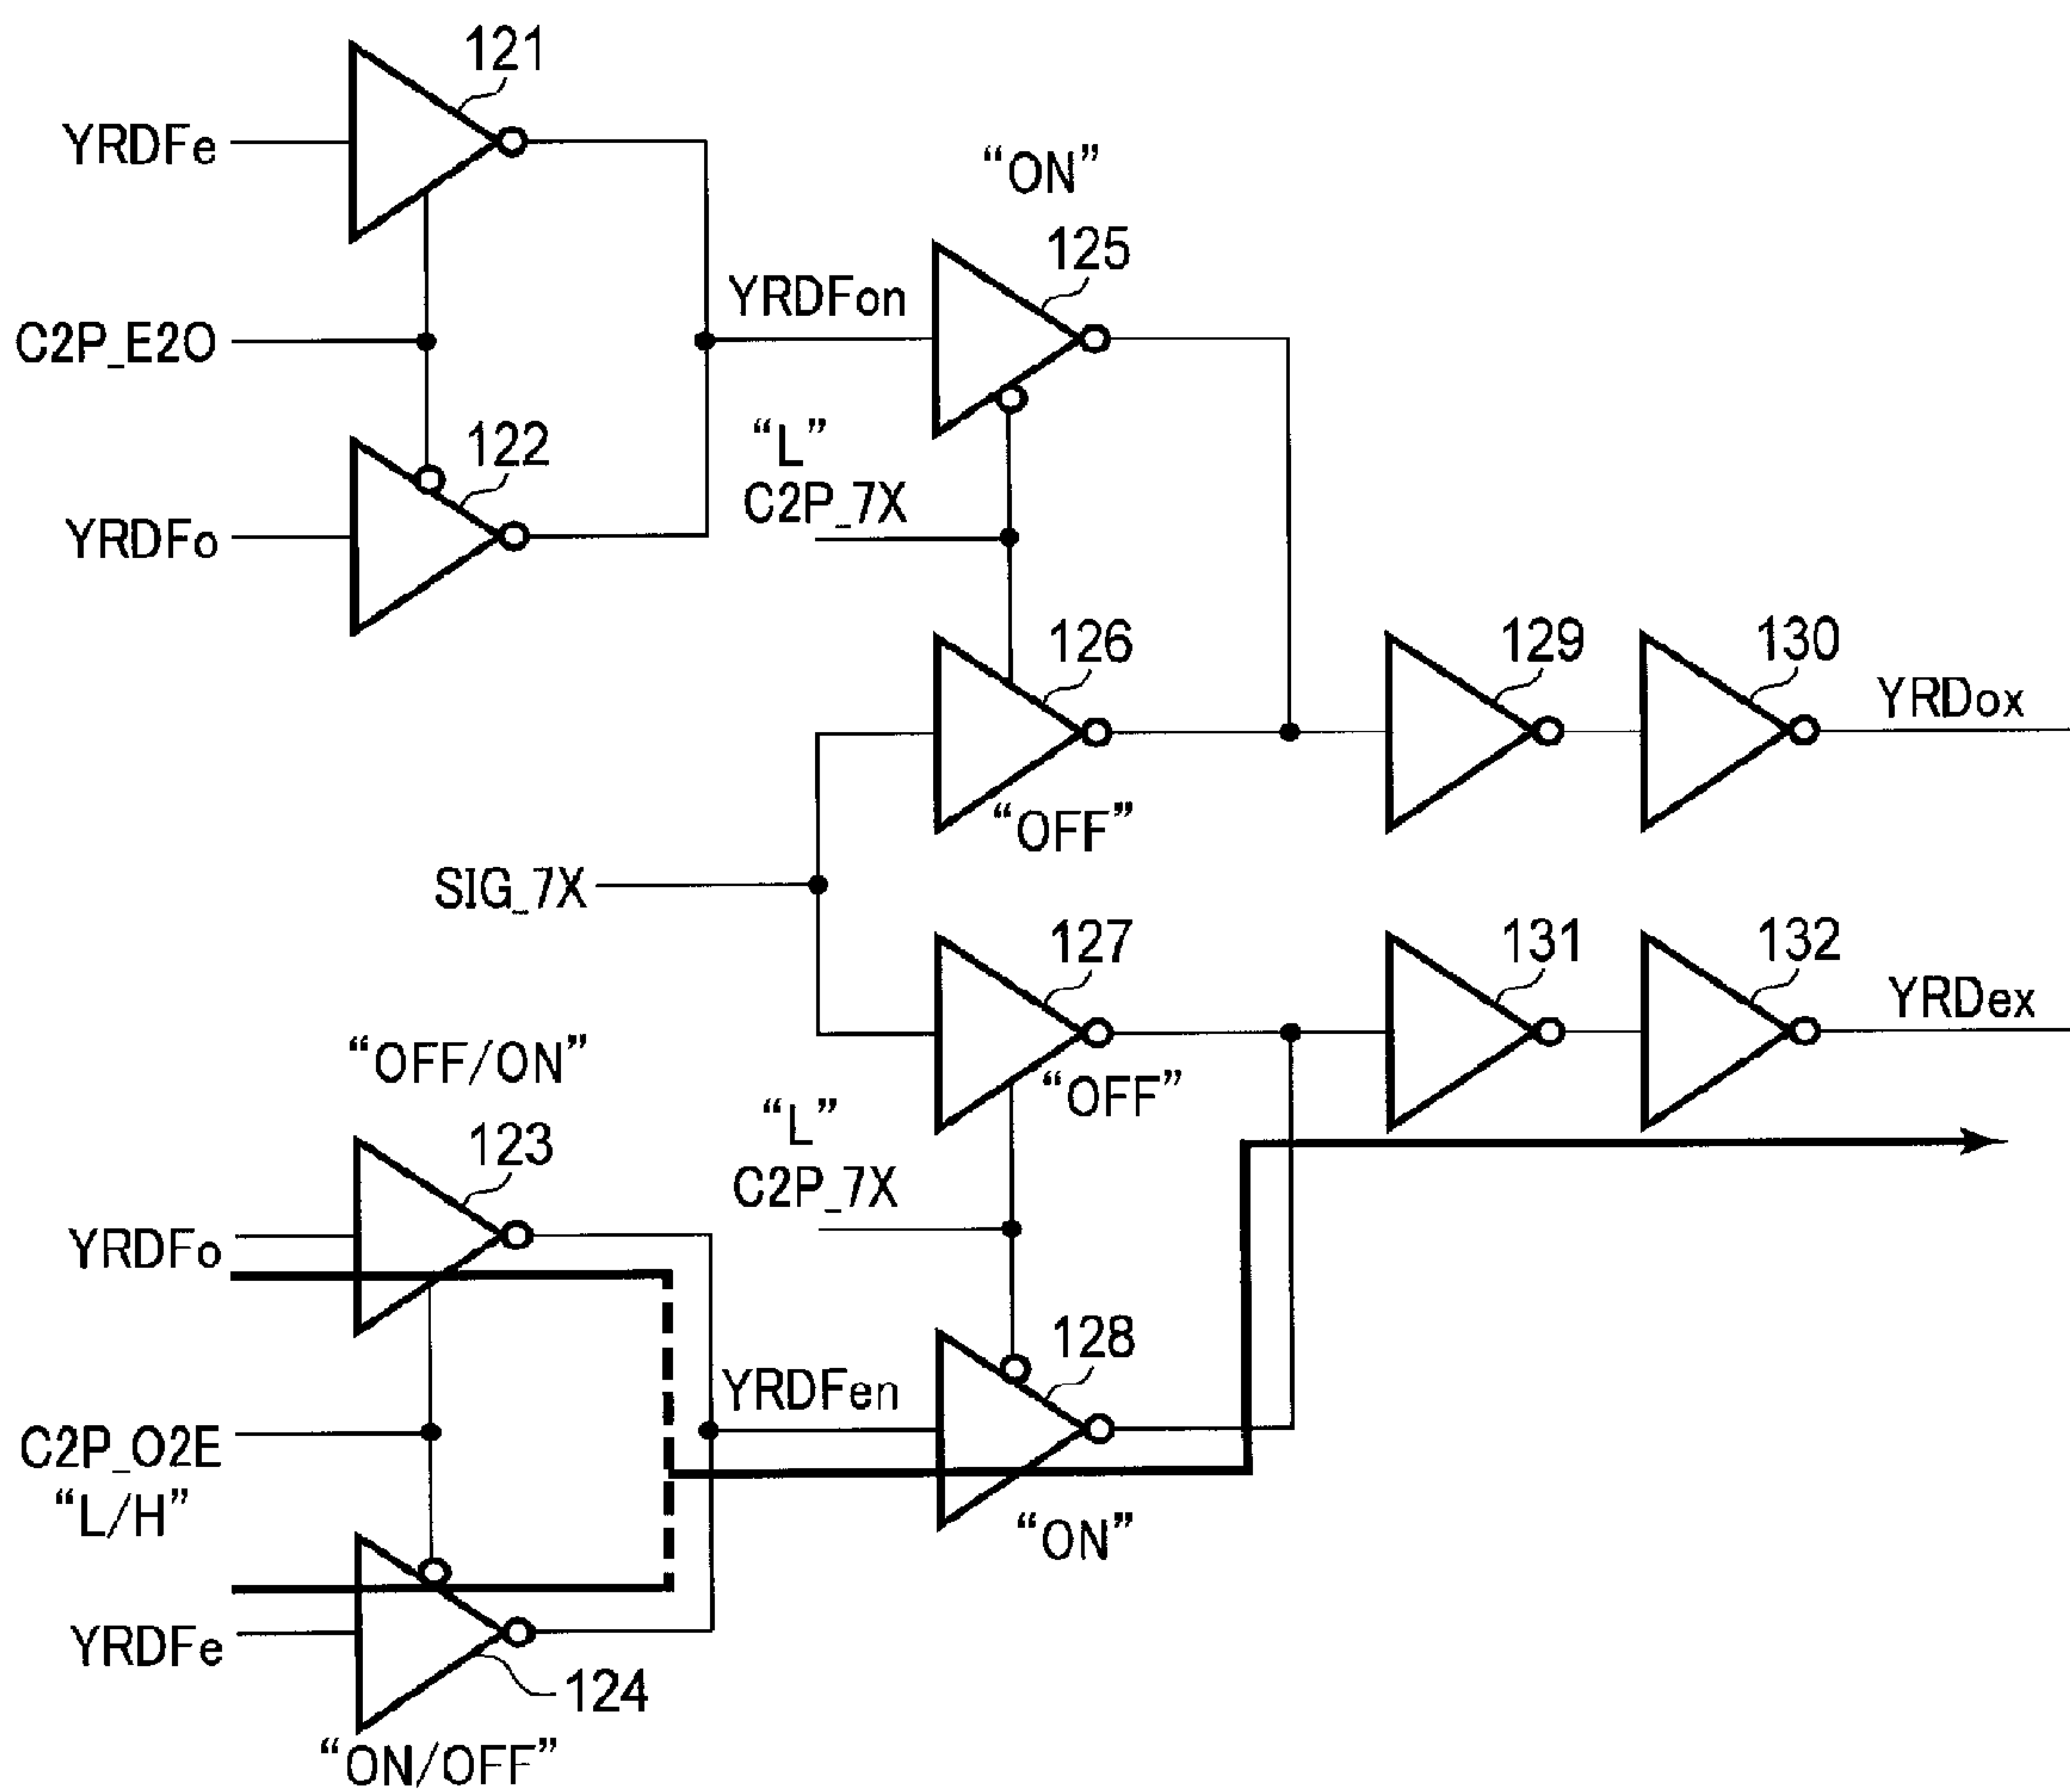 121
YRDFe
“ON”
125
YRDFon
C2P_E2O
122
“L”
C2P_7X
YRDFo
126
129
130
YRDox
“OFF”
SIG_7X
127
131
132
YRDex
“OFF/ON”
“OFF”
“L”
123
C2P_7X
YRDFo
128
YRDFen
C2P_O2E
“L/H”
“ON”
YRDFe
124
“ON/OFF”